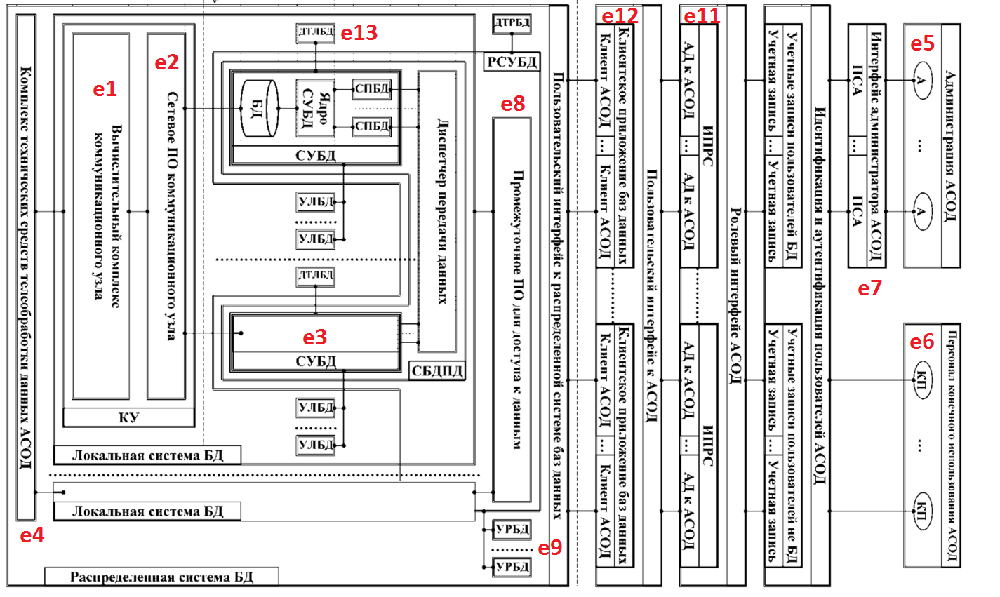 Комплекс технических средств телеобработки данных АСОД
e4
e1
Вычислительный комплекс
коммуникационного узла
e2
Сетевое ПО коммуникационного узла
КУ
Локальная система БД
Локальная система БД
Распределенная система БД
ДТЛБД
e13
БД
Ядро
СУБД
СПБД
СПБД
СУБД
УЛБД
УЛБД
ДТЛБД
e3
СУБД
УЛБД
УЛБД
Диспетчер передачи данных
СБДПД
ДТРБД
РСУБД
e8
Промежуточное ПО для доступа к данным
УРБД
e9
УРБД
Пользовательский интерфейс к распределенной системе баз данных
e12
Клиентское приложение баз данных
Клиент АСОД
...
Клиент АСОД
Клиентское приложение баз данных
Клиент АСОД
...
Клиент АСОД
Пользовательский интерфейс к АСОД
e11
ИПРС
АД к АСОД
...
АД к АСОД
ИПРС
АД к АСОД
...
АД к АСОД
Ролевый интерфейс АСОД
Учетные записи пользователей БД
Учетная запись
...
Учетная запись
Учетные записи пользователей не БД
Учетная запись
...
Учетная запись
Идентификация и аутентификация пользователей АСОД
Интерфейс администратора АСОД
ПСА
...
ПСА
e7
e5
Администрация АСОД
А
...
А
e6
Персонал конечного использования АСОД
КП
...
КП